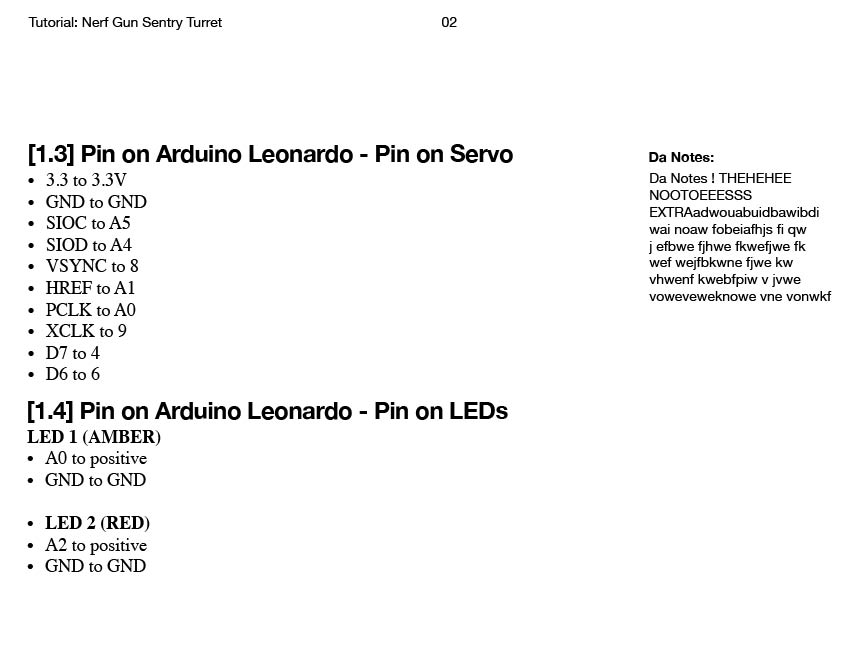 Tutorial: Nerf Gun Sentry Turret
02
[1.3] Pin on Arduino Leonardo - Pin on Servo
• 3.3 to 3.3V
• GND to GND
• SIOC to A5
• SIOD to A4
• VSYNC to 8
• HREF to A1
• PCLK to A0
• XCLK to 9
• D7 to 4
• D6 to 6
[1.4] Pin on Arduino Leonardo - Pin on LEDs
LED 1 (AMBER)
• A0 to positive
• GND to GND
• LED 2 (RED)
• A2 to positive
• GND to GND
Da Notes:
Da Notes ! THEHEHEE
NOOTOEEESSS
EXTRAadwouabuidbawibdi
wai noaw fobeiafhjs fi qw
j efbwe fjhwe fkwefjwe fk
wef wejfbkwne fjwe kw
vhwenf kwebfpiw v jvwe
voweveweknowe vne vonwkf